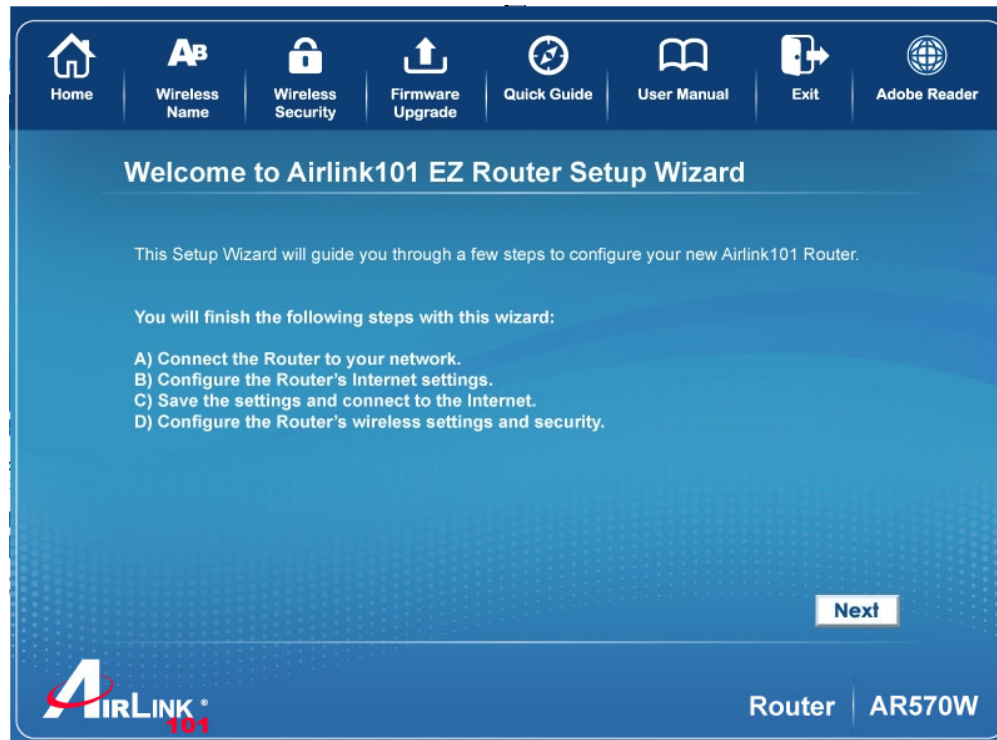 Home
Wireless Name
Wireless Security
Firmware Upgrade
Quick Guide
User Manual
Exit
Adobe Reader
Welcome to Airlink101 EZ Router Setup Wizard
This Setup Wizard will guide you through a few steps to configure your new Airlink101 Router.
You will finish the following steps with this wizard:
A) Connect the Router to your network.
B) Configure the Router's Internet settings.
C) Save the settings and connect to the Internet.
D) Configure the Router's wireless settings and security.
Next
AIRLINK 101
Router AR570W